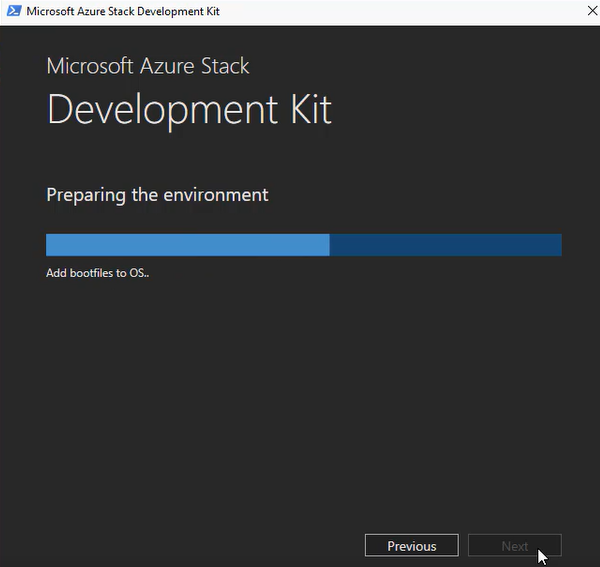 Microsoft Azure Stack Development Kit
Microsoft Azure Stack
Development Kit
Preparing the environment
Add bootfiles to OS..
Previous
Next